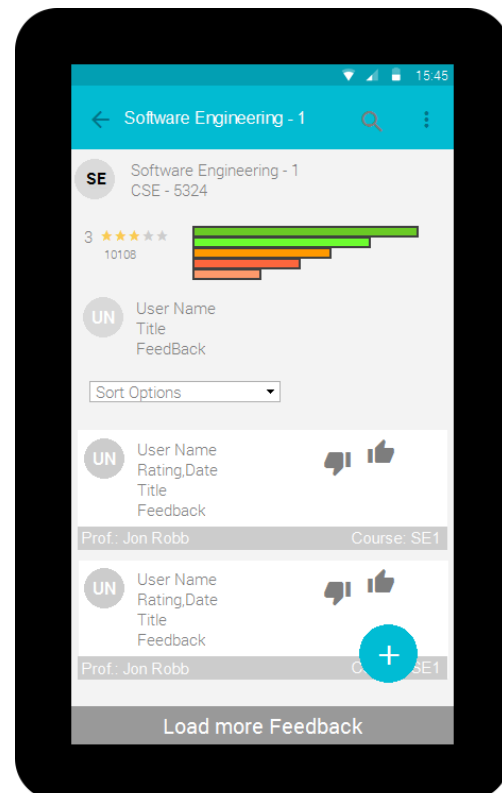 15:45
Software Engineering - 1
SE
Software Engineering - 1
CSE - 5324
3
10108
UN
User Name
Title
FeedBack
Sort Options
UN
User Name
Rating,Date
Title
Feedback
Prof.: Jon Robb Course: SE1
UN
User Name
Rating,Date
Title
Feedback
+
Prof.: Jon Robb SE1
Load more Feedback